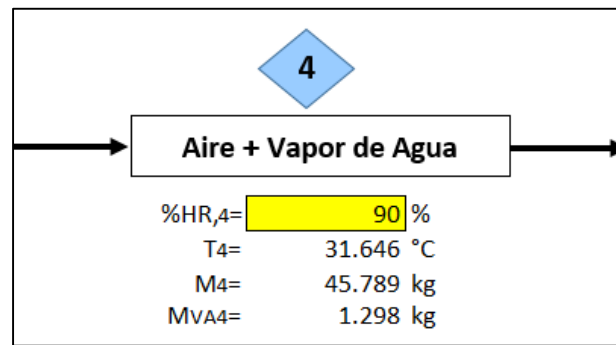 4
Aire + Vapor de Agua
%HR,4= 90 %
T4= 31.646 °C
M4= 45.789 kg
MVA4= 1.298 kg